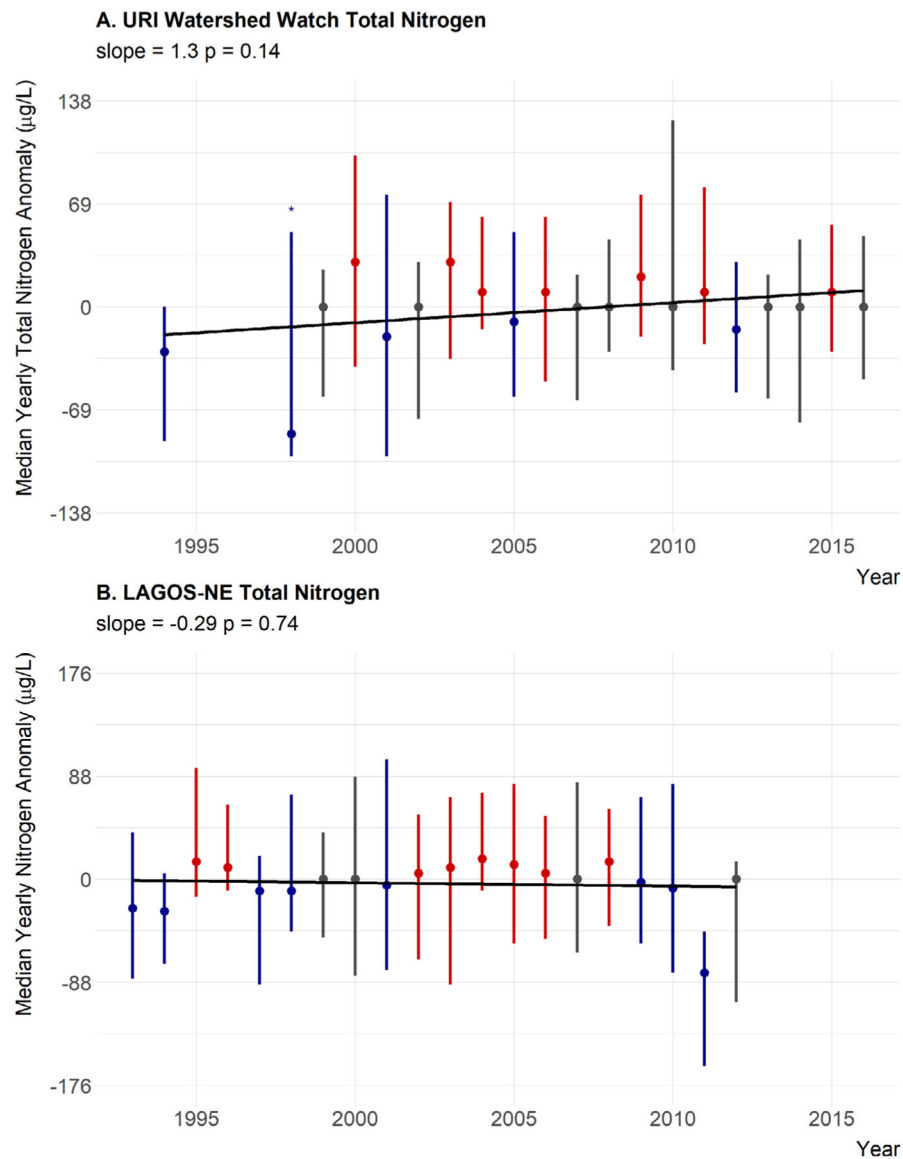 A. URI Watershed Watch Total Nitrogen
slope = 1.3 p = 0.14
Median Yearly Total Nitrogen Anomaly (µg/L)
138
69
*
0
-69
-138
1995 2000 2005 2010 2015
Year
B. LAGOS-NE Total Nitrogen
slope = -0.29 p = 0.74
Median Yearly Nitrogen Anomaly (µg/L)
176
88
0
-88
-176
1995 2000 2005 2010 2015
Year